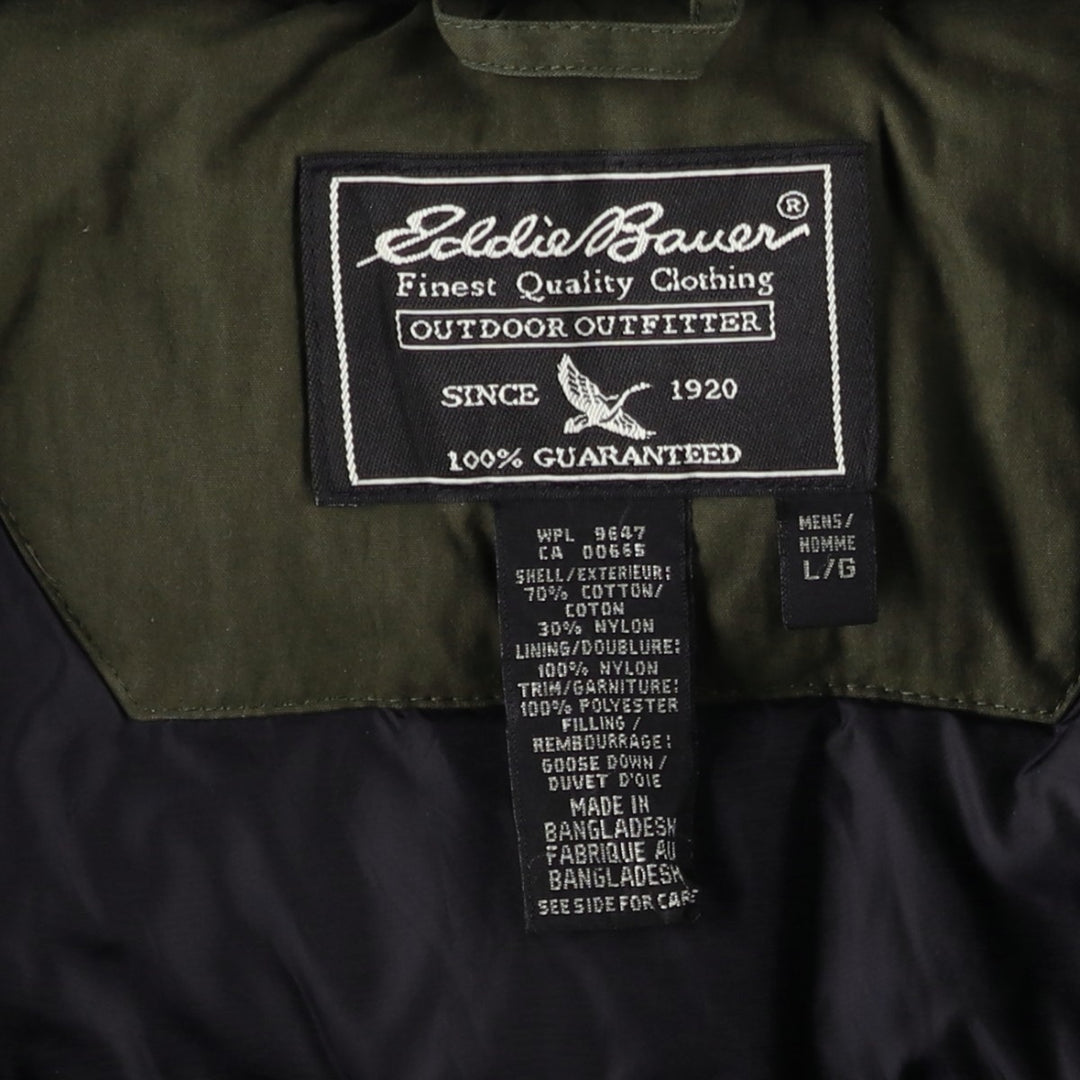 Eddie Bauer®
Finest Quality Clothing
OUTDOOR OUTFITTER
SINCE 1920
100% GUARANTEED
WPL 9647
CA 00665
SHELL/EXTERIEUR:
70% COTTON/
COTON
30% NYLON
LINING/DOUBLURE:
100% NYLON
TRIM/GARNITURE:
100% POLYESTER
FILLING /
REMBOURRAGE:
GOOSE DOWN /
DUVET D'OIE
MADE IN
BANGLADESH
FABRIQUE AU
BANGLADESH
SEE SIDE FOR CARE
MENS/
HOMME
L/G